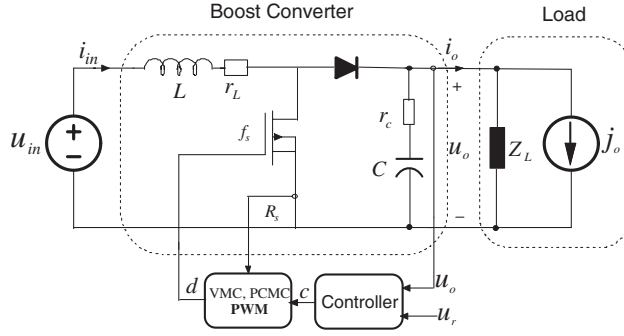 Boost Converter
Load
i_in
L
r_L
i_o
+
f_s
r_c
C
u_in
+
−
u_o
Z_L
j_o
R_s
−
d
VMC, PCMC
PWM
c
Controller
u_o
u_r